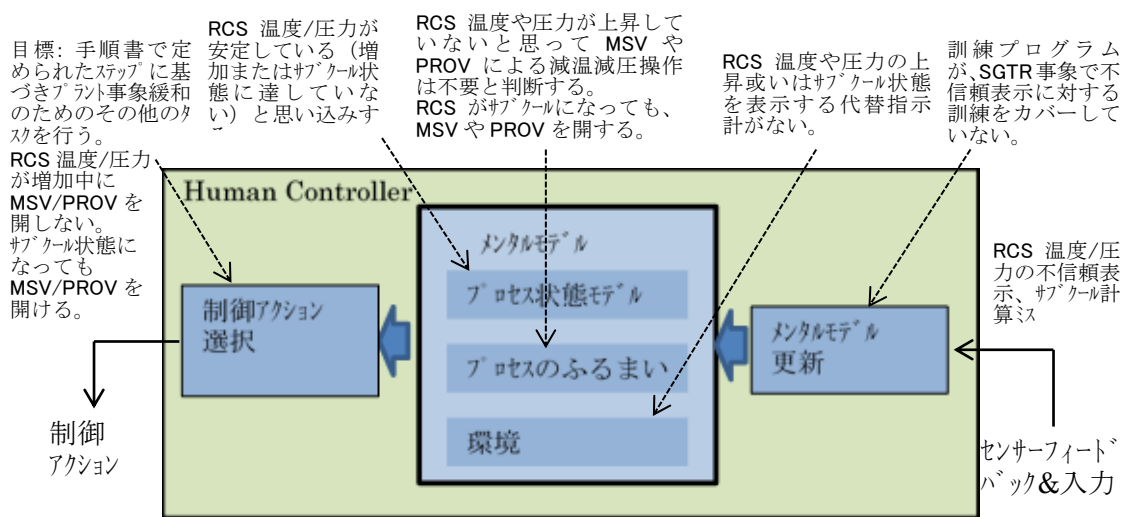 目標: 手順書で定
められたｽﾃｯﾌﾟに基
づきﾌﾟﾗﾝﾄ事象緩和
のためのその他のﾀ
ｽｸを行う。
RCS 温度/圧力
が増加中に
MSV/PROV を
開しない。
ｻﾌﾞｸｰﾙ状態に
なっても
MSV/PROV を
開ける。
RCS 温度/圧力が
安定している（増
加またはｻﾌﾞｸｰﾙ状
態に達していな
い）と思い込みす
RCS 温度や圧力が上昇して
いないと思って MSV や
PROV による減温減圧操作
は不要と判断する。
RCS がｻﾌﾞｸｰﾙになっても、
MSV や PROV を開する。
RCS 温度や圧力の上
昇或いはｻﾌﾞｸｰﾙ状態
を表示する代替指示
計がない。
訓練プログラム
が、SGTR 事象で不
信頼表示に対する
訓練をカバーして
いない。
Human Controller
ﾒﾝﾀﾙﾓﾃﾞﾙ
ﾌﾟﾛｾｽ状態ﾓﾃﾞﾙ
ﾌﾟﾛｾｽのふるまい
環境
制御ｱｸｼｮﾝ
選択
ﾒﾝﾀﾙﾓﾃﾞﾙ
更新
RCS 温度/圧
力の不信頼表
示、ｻﾌﾞｸｰﾙ計
算ﾐｽ
制御
ｱｸｼｮﾝ
ｾﾝｻｰﾌｨｰﾄﾞ
ﾊﾞｯｸ&入力